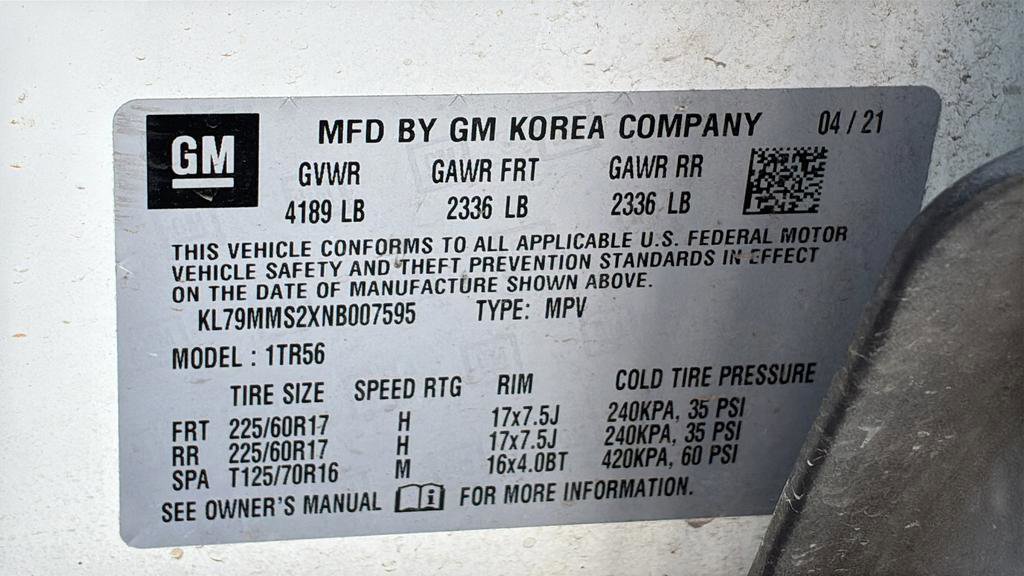 GM MFD BY GM KOREA COMPANY 04 / 21
GVWR GAWR FRT GAWR RR
4189 LB 2336 LB 2336 LB
THIS VEHICLE CONFORMS TO ALL APPLICABLE U.S. FEDERAL MOTOR
VEHICLE SAFETY AND THEFT PREVENTION STANDARDS IN EFFECT
ON THE DATE OF MANUFACTURE SHOWN ABOVE.
KL79MMS2XNB007595 TYPE: MPV
MODEL : 1TR56
TIRE SIZE SPEED RTG RIM COLD TIRE PRESSURE
FRT 225/60R17 H 17x7.5J 240KPA, 35 PSI
RR 225/60R17 H 17x7.5J 240KPA, 35 PSI
SPA T125/70R16 M 16x4.0BT 420KPA, 60 PSI
SEE OWNER'S MANUAL i FOR MORE INFORMATION.